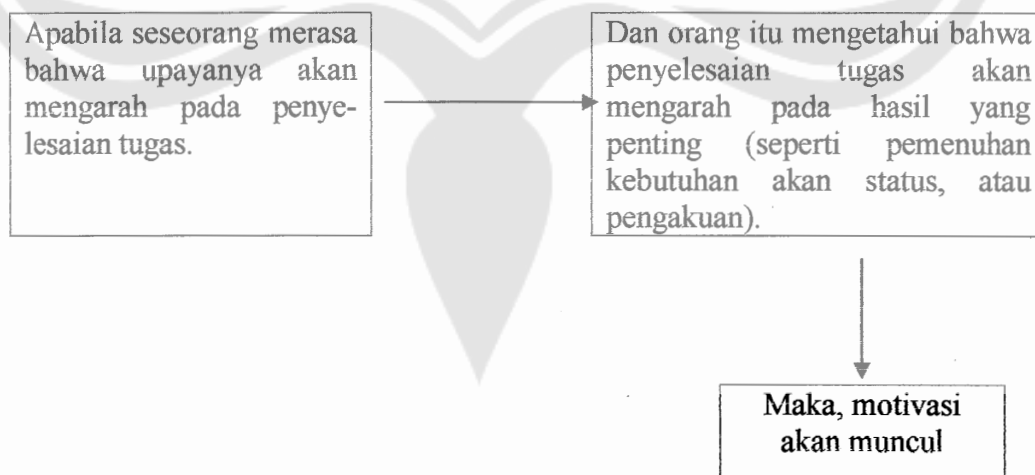 Apabila seseorang merasa
bahwa upayanya akan
mengarah pada penye-
lesaian tugas.
Dan orang itu mengetahui bahwa
penyelesaian tugas akan
mengarah pada hasil yang
penting (seperti pemenuhan
kebutuhan akan status, atau
pengakuan).
Maka, motivasi
akan muncul